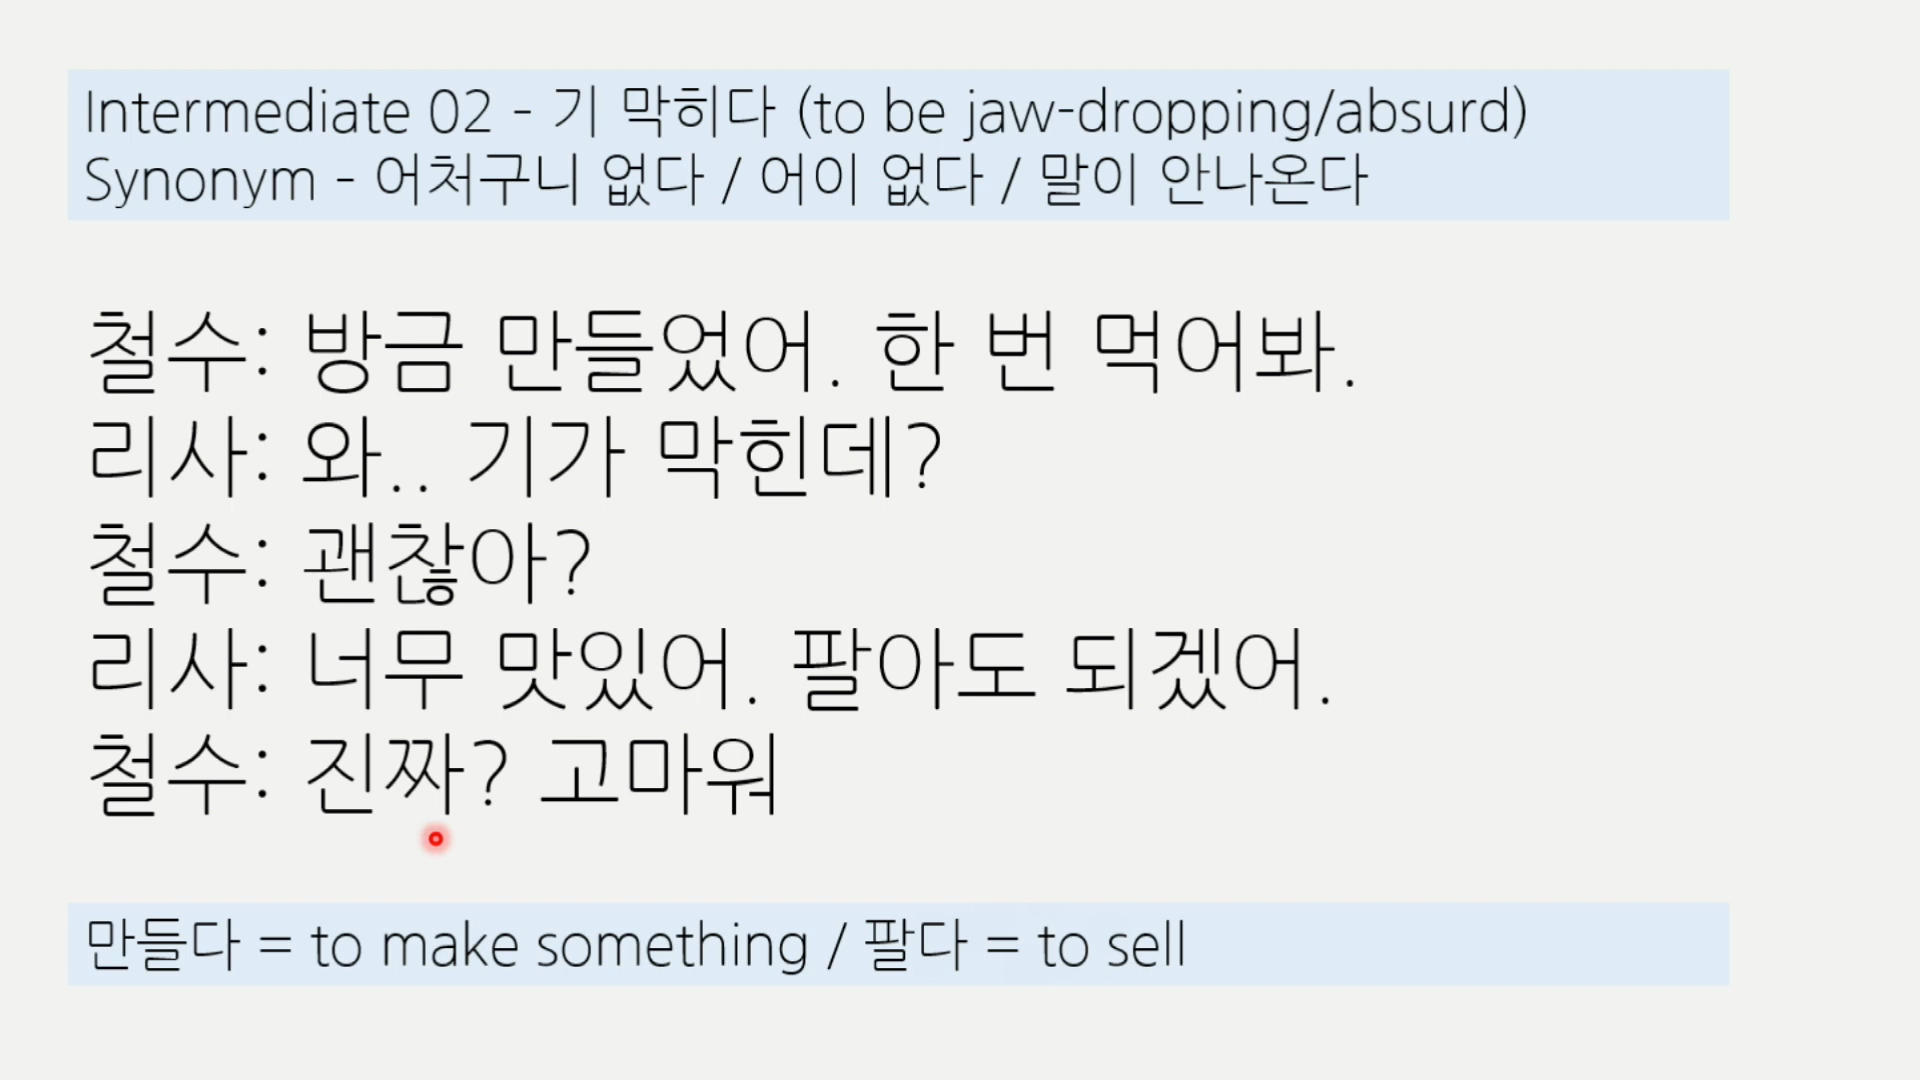 Intermediate 02 - 기 막히다 (to be jaw-dropping/absurd)
Synonym - 어처구니 없다 / 어이 없다 / 말이 안나온다
철수: 방금 만들었어. 한 번 먹어봐.
리사: 와.. 기가 막힌데?
철수: 괜찮아?
리사: 너무 맛있어. 팔아도 되겠어.
철수: 진짜? 고마워
만들다 = to make something / 팔다 = to sell